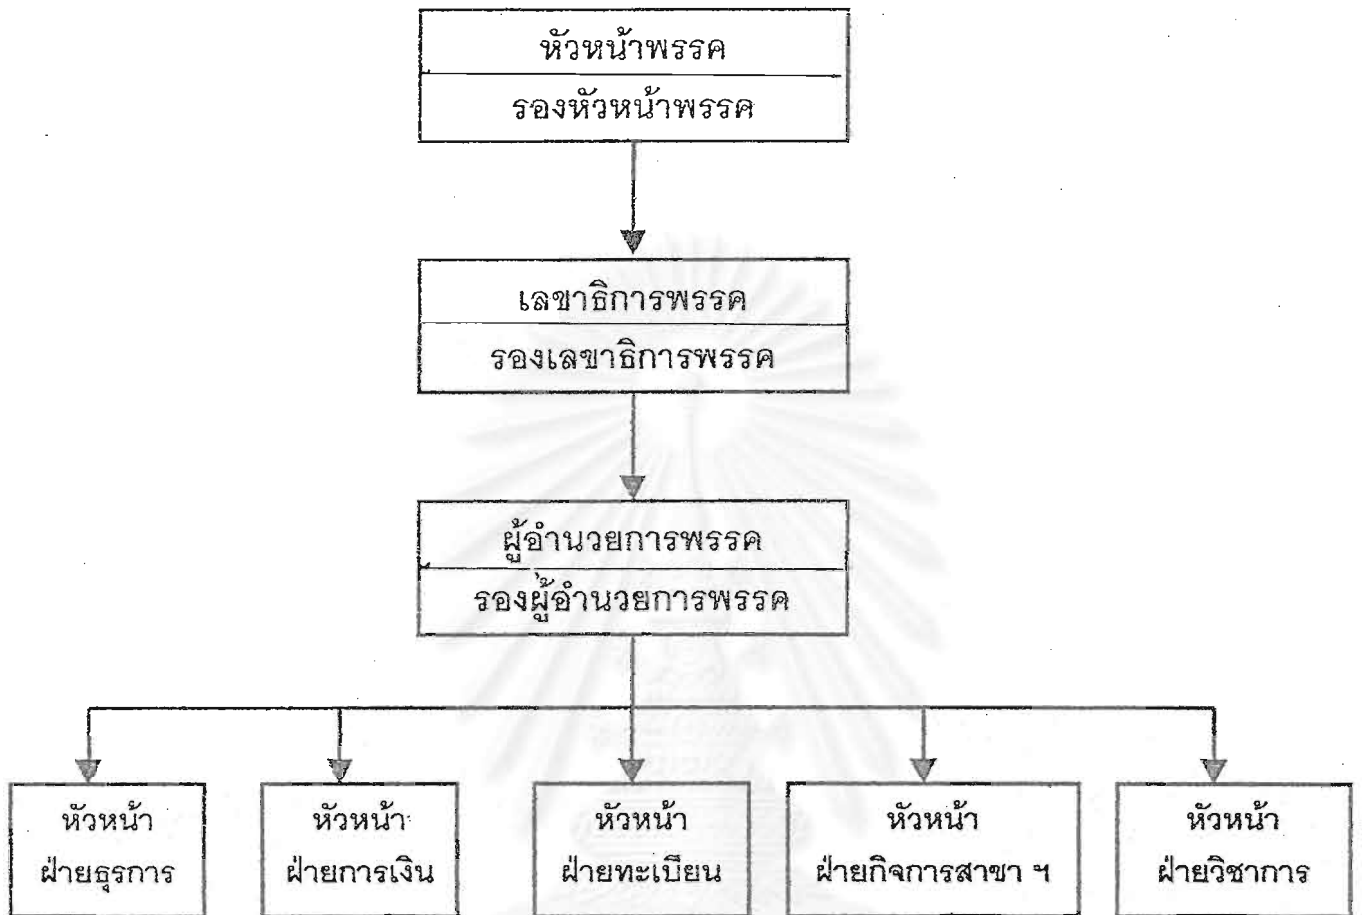 หัวหน้าพรรค
รองหัวหน้าพรรค
เลขาธิการพรรค
รองเลขาธิการพรรค
ผู้อำนวยการพรรค
รองผู้อำนวยการพรรค
หัวหน้า
ฝ่ายธุรการ
หัวหน้า
ฝ่ายการเงิน
หัวหน้า
ฝ่ายทะเบียน
หัวหน้า
ฝ่ายกิจการสาขา ฯ
หัวหน้า
ฝ่ายวิชาการ